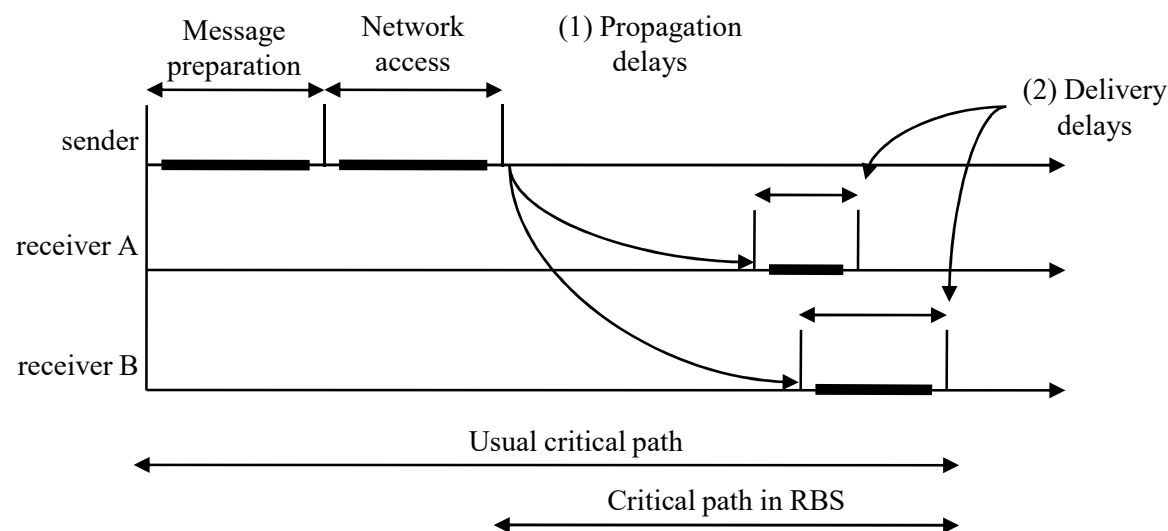 Message
preparation
Network
access
(1) Propagation
delays
(2) Delivery
delays
sender
receiver A
receiver B
Usual critical path
Critical path in RBS